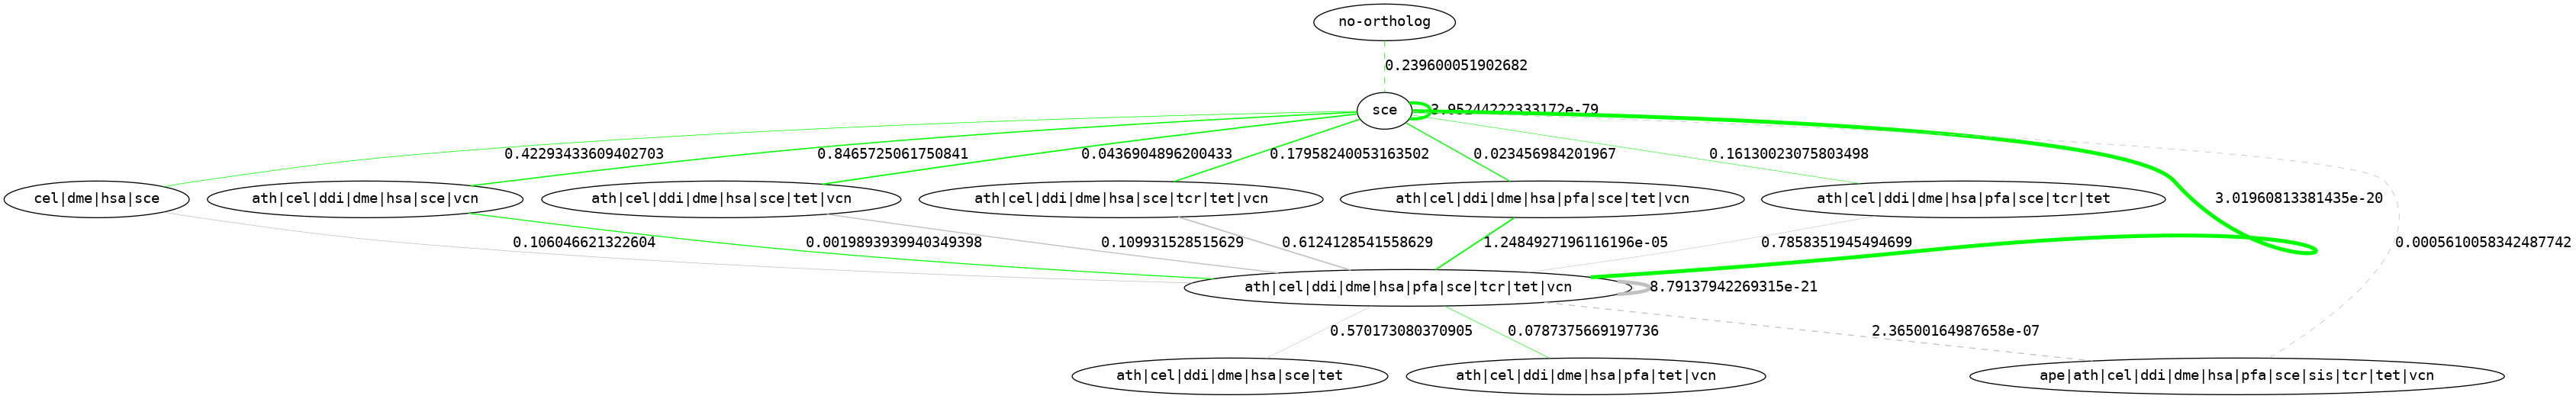 no-ortholog
0.239600051902682
sce
3.95244222333172e-79
0.42293433609402703
0.8465725061750841
0.0436904896200433
0.17958240053163502
0.023456984201967
0.16130023075803498
cel|dme|hsa|sce
ath|cel|ddi|dme|hsa|sce|vcn
ath|cel|ddi|dme|hsa|sce|tet|vcn
ath|cel|ddi|dme|hsa|sce|tcr|tet|vcn
ath|cel|ddi|dme|hsa|pfa|sce|tet|vcn
ath|cel|ddi|dme|hsa|pfa|sce|tcr|tet
3.01960813381435e-20
0.106046621322604
0.0019893939940349398
0.109931528515629
0.6124128541558629
1.2484927196116196e-05
0.7858351945494699
0.0005610058342487742
ath|cel|ddi|dme|hsa|pfa|sce|tcr|tet|vcn
8.79137942269315e-21
0.570173080370905
0.0787375669197736
2.36500164987658e-07
ath|cel|ddi|dme|hsa|sce|tet
ath|cel|ddi|dme|hsa|pfa|tet|vcn
ape|ath|cel|ddi|dme|hsa|pfa|sce|sis|tcr|tet|vcn